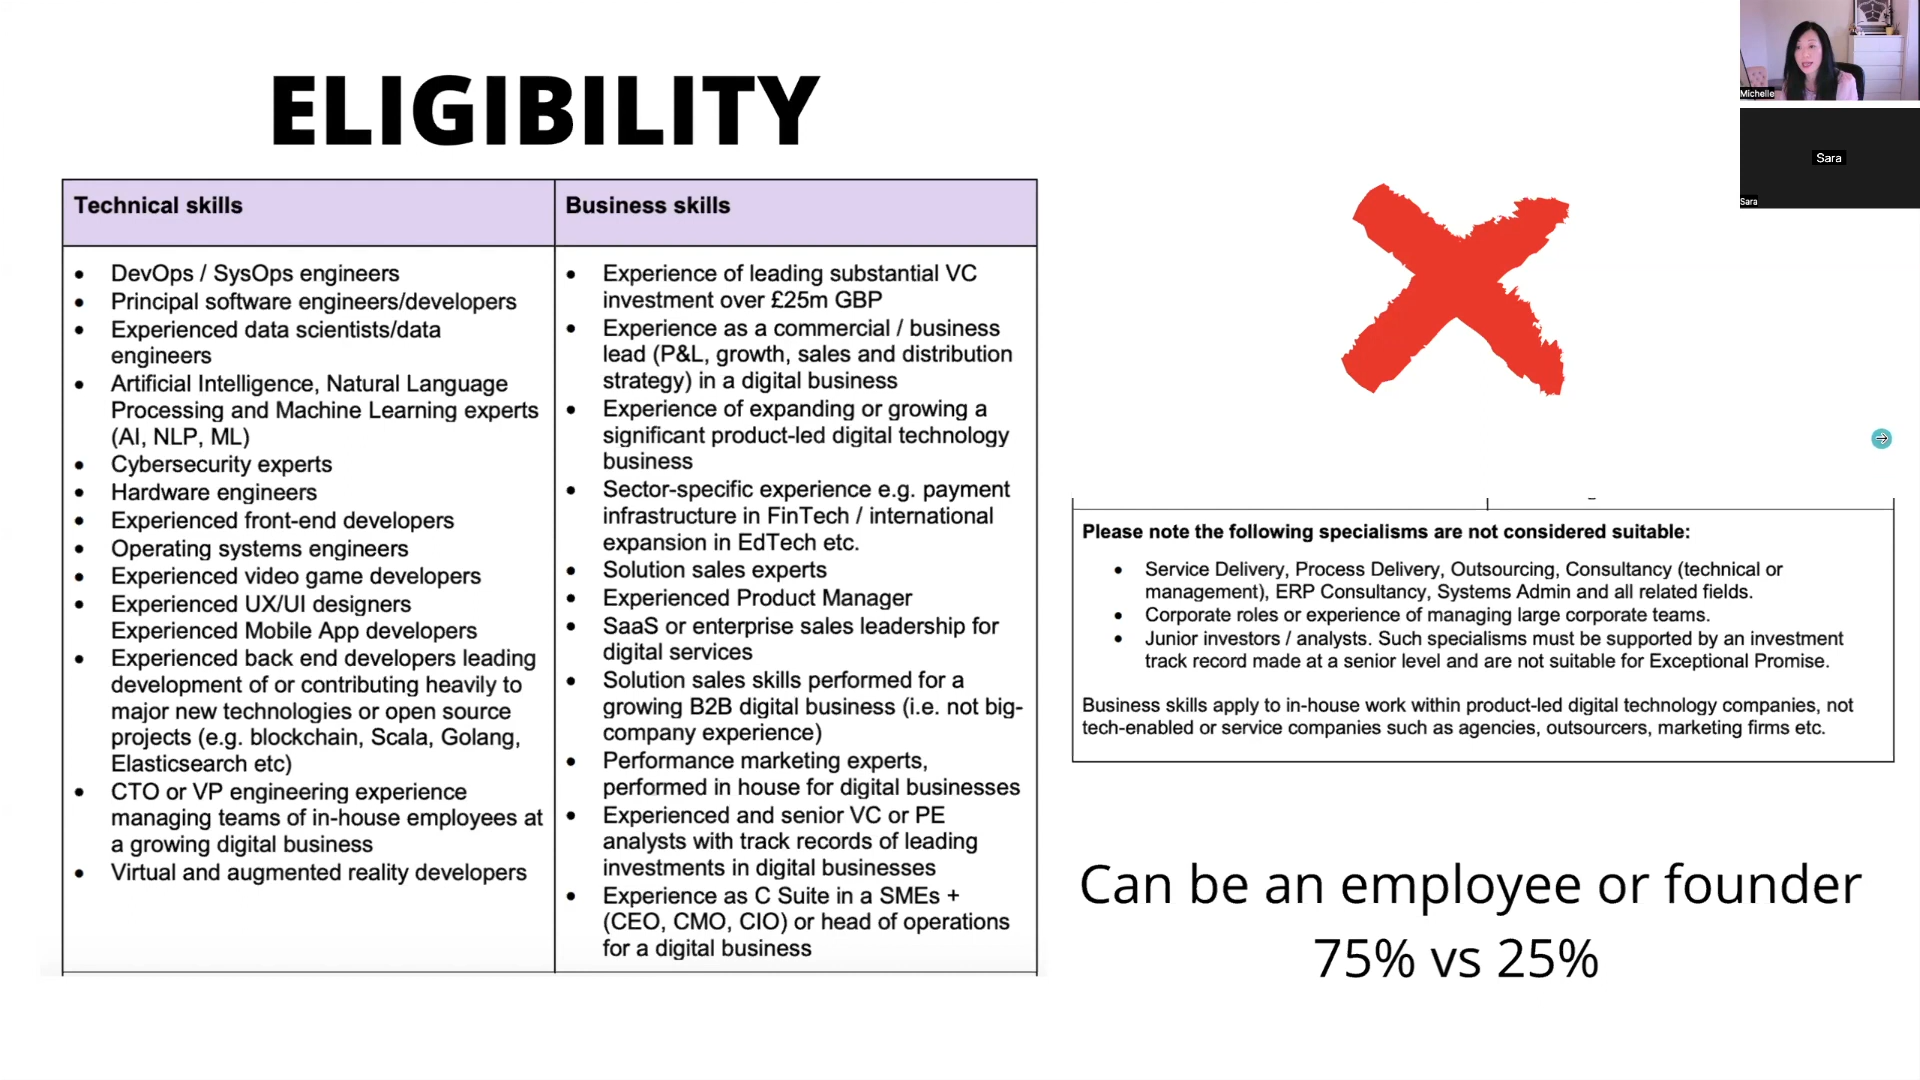 ELIGIBILITY
Technical skills
DevOps / SysOps engineers
Principal software engineers/developers
Experienced data scientists/data
engineers
Artificial Intelligence, Natural Language
Processing and Machine Learning experts
(AI, NLP, ML)
Cybersecurity experts
Hardware engineers
Experienced front-end developers
Operating systems engineers
Experienced video game developers
Experienced UX/UI designers
Experienced Mobile App developers
Experienced back end developers leading
development of or contributing heavily to
major new technologies or open source
projects (e.g. blockchain, Scala, Golang,
Elasticsearch etc)
CTO or VP engineering experience
managing teams of in-house employees at
a growing digital business
Virtual and augmented reality developers
Business skills
Experience of leading substantial VC
investment over £25m GBP
Experience as a commercial / business
lead (P&L, growth, sales and distribution
strategy) in a digital business
Experience of expanding or growing a
significant product-led digital technology
business
Sector-specific experience e.g. payment
infrastructure in FinTech / international
expansion in EdTech etc.
Solution sales experts
Experienced Product Manager
SaaS or enterprise sales leadership for
digital services
Solution sales skills performed for a
growing B2B digital business (i.e. not big-
company experience)
Performance marketing experts,
performed in house for digital businesses
Experienced and senior VC or PE
analysts with track records of leading
investments in digital businesses
Experience as C Suite in a SMEs +
(CEO, CMO, CIO) or head of operations
for a digital business
Please note the following specialisms are not considered suitable:
Service Delivery, Process Delivery, Outsourcing, Consultancy (technical or
management), ERP Consultancy, Systems Admin and all related fields.
Corporate roles or experience of managing large corporate teams.
Junior investors / analysts. Such specialisms must be supported by an investment
track record made at a senior level and are not suitable for Exceptional Promise.
Business skills apply to in-house work within product-led digital technology companies, not
tech-enabled or service companies such as agencies, outsourcers, marketing firms etc.
Can be an employee or founder
75% vs 25%
Michelle
Sara
Sara